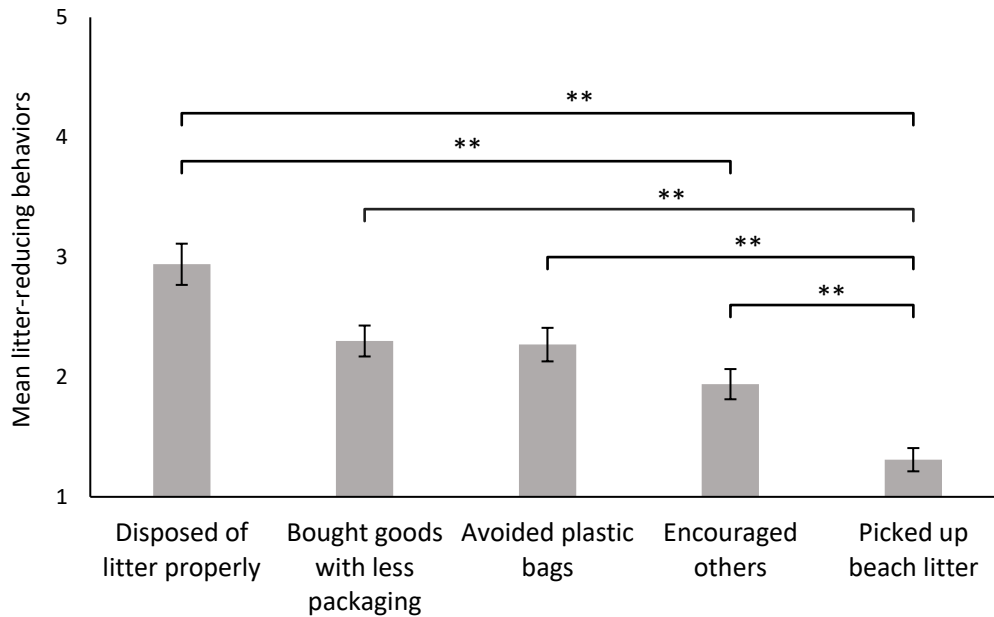 Mean litter-reducing behaviors
5
4
3
2
1
**
**
**
**
**
Disposed of
litter properly
Bought goods
with less
packaging
Avoided plastic
bags
Encouraged
others
Picked up
beach litter